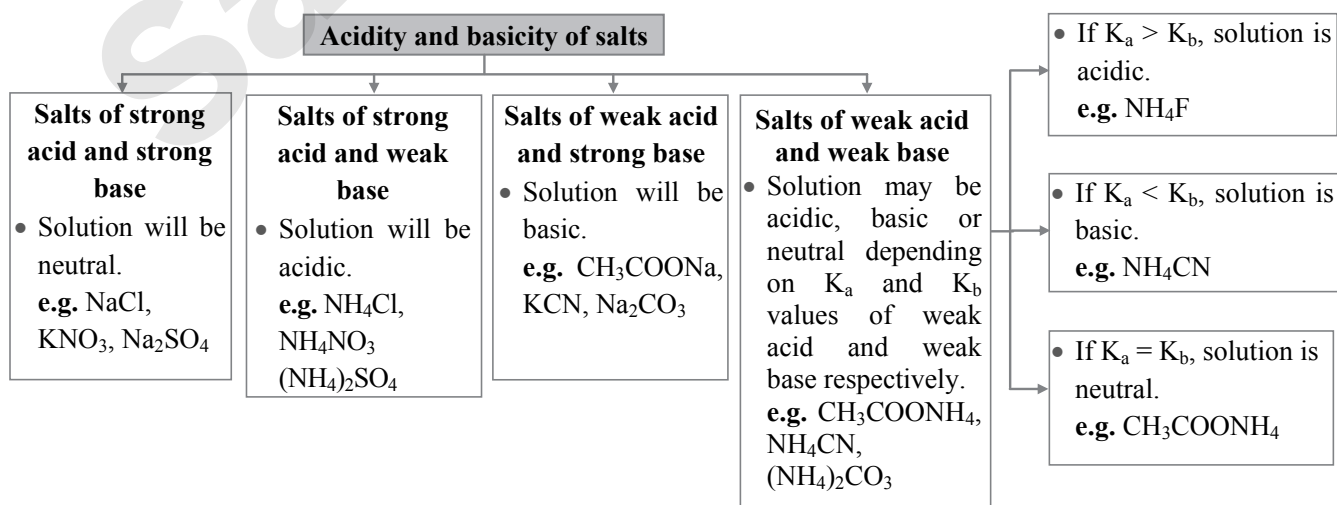 Acidity and basicity of salts
Salts of strong
acid and strong
base
• Solution will be
neutral.
e.g. NaCl,
KNO₃, Na₂SO₄
Salts of strong
acid and weak
base
• Solution will be
acidic.
e.g. NH₄Cl,
NH₄NO₃
(NH₄)₂SO₄
Salts of weak acid
and strong base
• Solution will be
basic.
e.g. CH₃COONa,
KCN, Na₂CO₃
Salts of weak acid
and weak base
• Solution may be
acidic, basic or
neutral depending
on Kₐ and K_b
values of weak
acid and weak
base respectively.
e.g. CH₃COONH₄,
NH₄CN,
(NH₄)₂CO₃
• If Kₐ > K_b, solution is
acidic.
e.g. NH₄F
• If Kₐ < K_b, solution is
basic.
e.g. NH₄CN
• If Kₐ = K_b, solution is
neutral.
e.g. CH₃COONH₄